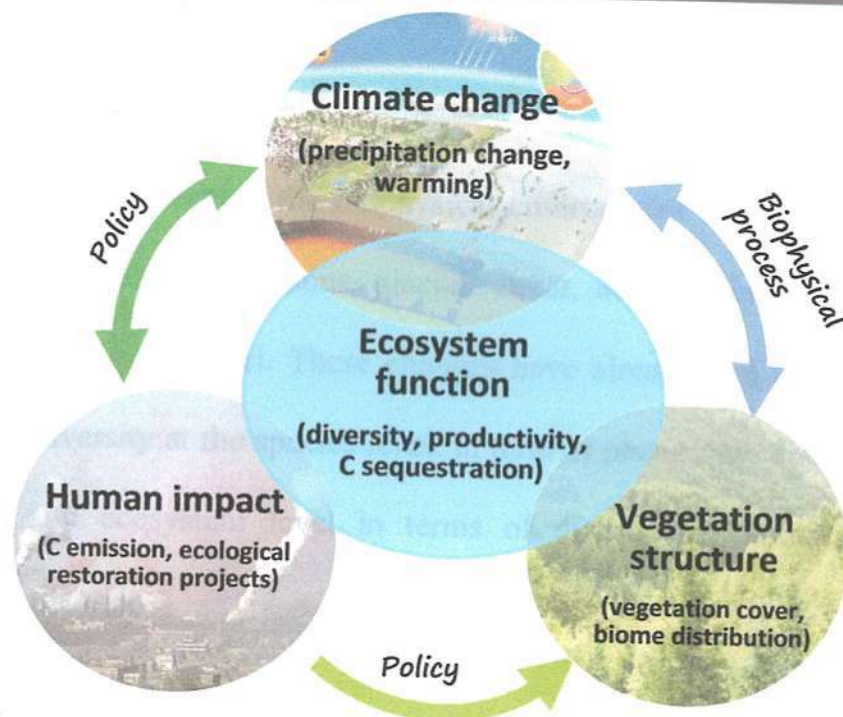 Climate change
(precipitation change,
warming)
Policy
Biophysical
process
Ecosystem
function
(diversity, productivity,
C sequestration)
Human impact
(C emission, ecological
restoration projects)
Vegetation
structure
(vegetation cover,
biome distribution)
Policy